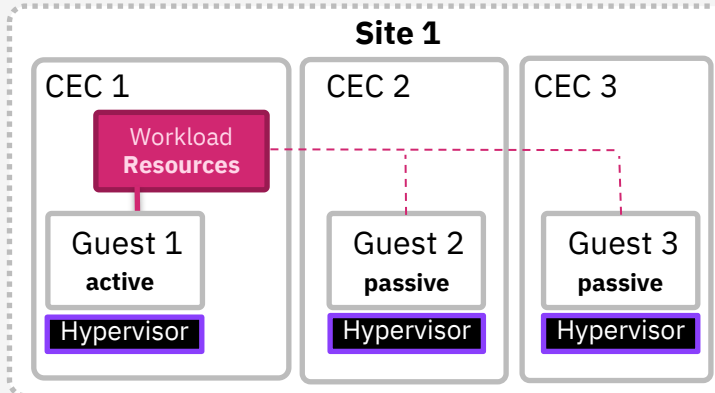 Site 1
CEC 1
CEC 2
CEC 3
Workload
Resources
Guest 1
active
Guest 2
passive
Guest 3
passive
Hypervisor
Hypervisor
Hypervisor